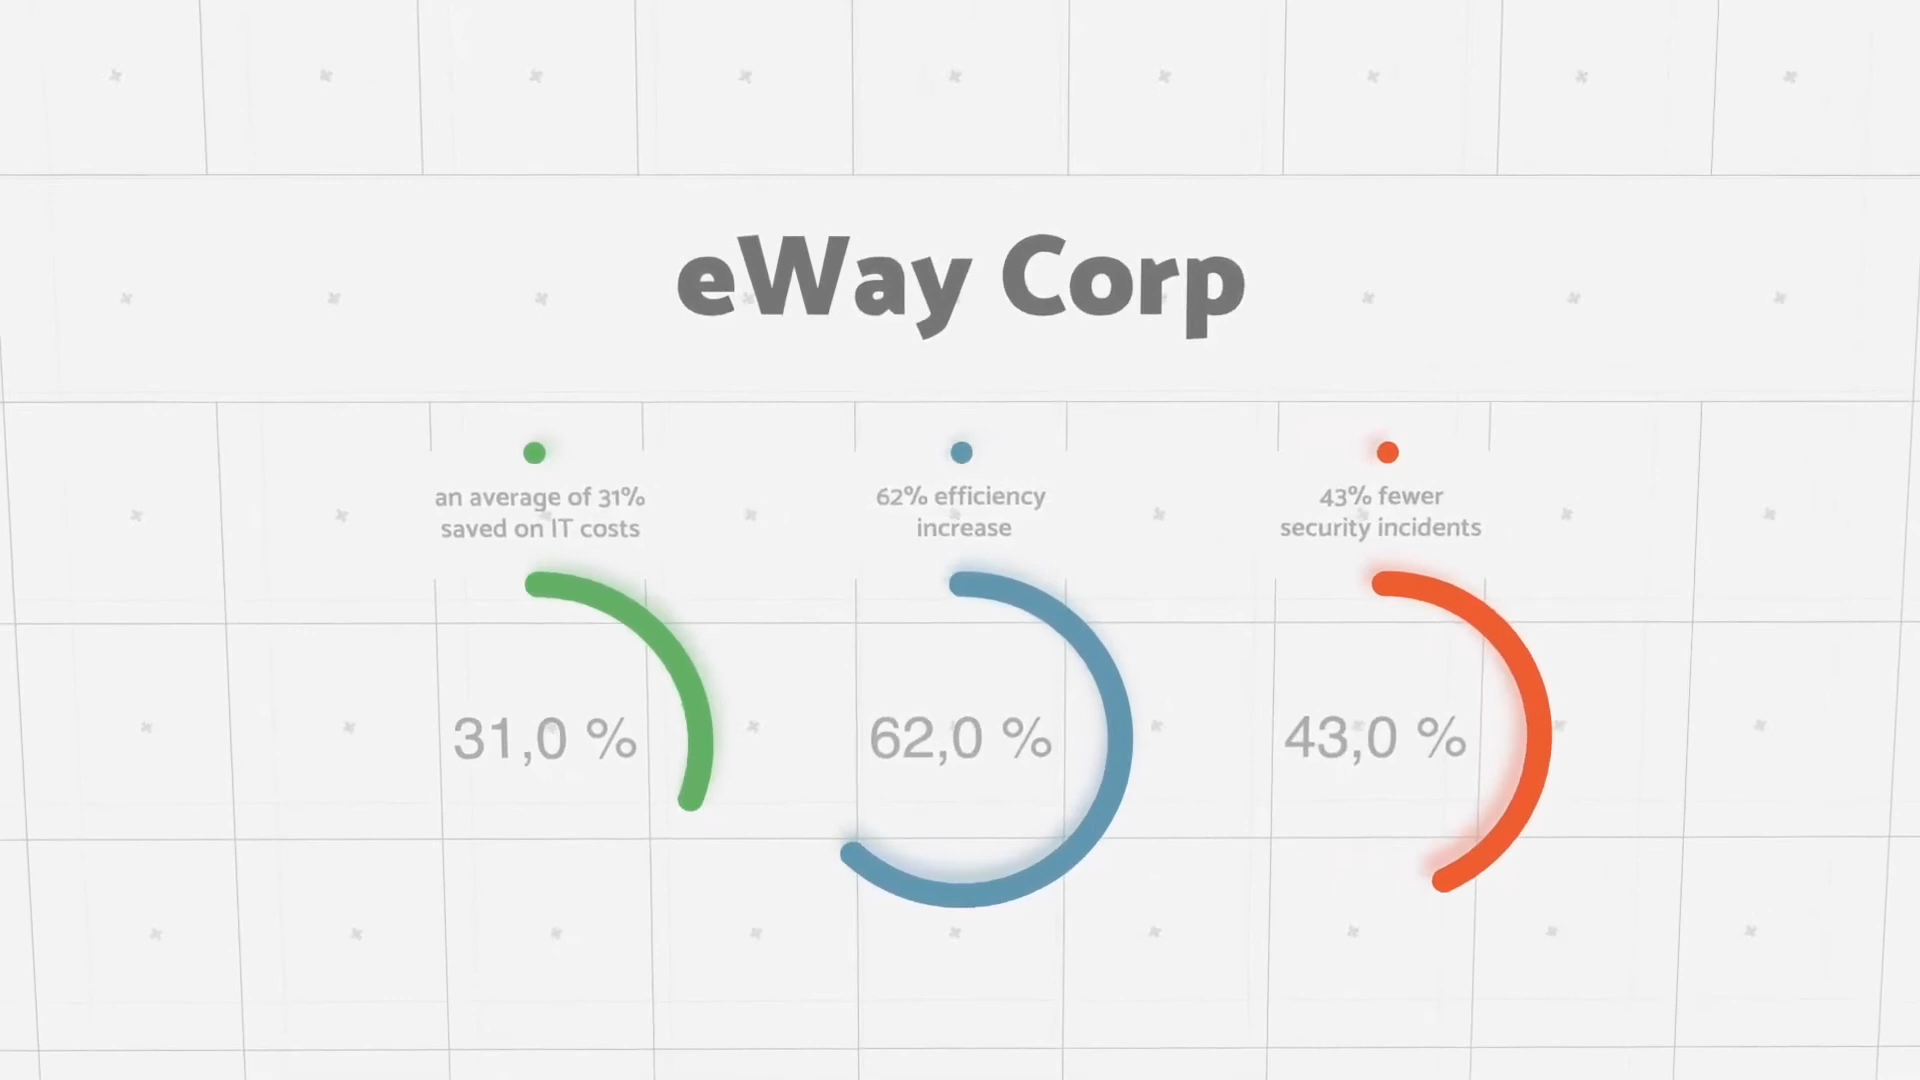 eWay Corp
an average of 31%
saved on IT costs
62% efficiency
increase
43% fewer
security incidents
31,0 %
62,0 %
43,0 %